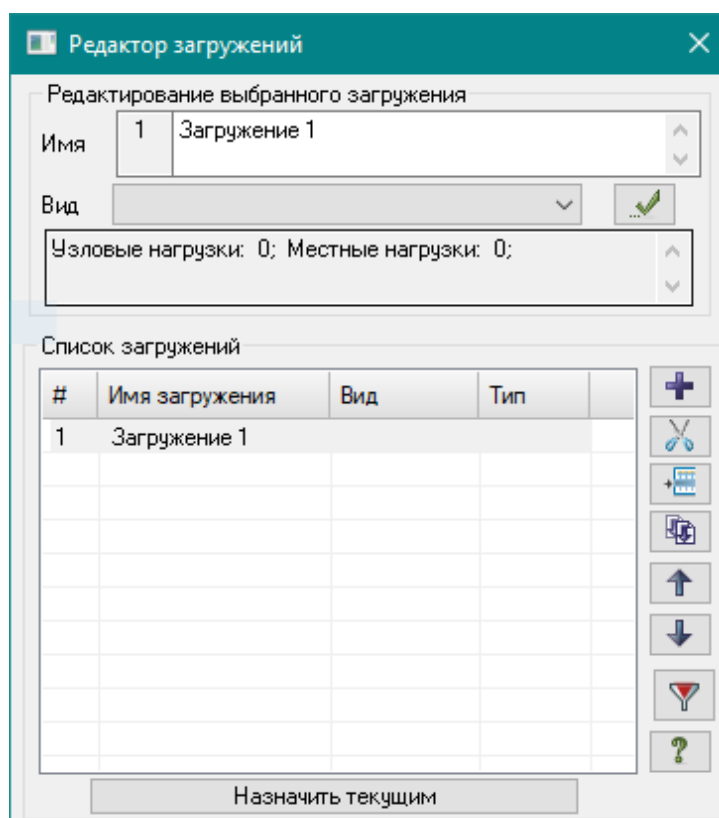 Редактор загружений
Редактирование выбранного загружения
Имя 1 Загружение 1
Вид
Узловые нагрузки: 0; Местные нагрузки: 0;
Список загружений
# Имя загружения Вид Тип
1 Загружение 1
Назначить текущим